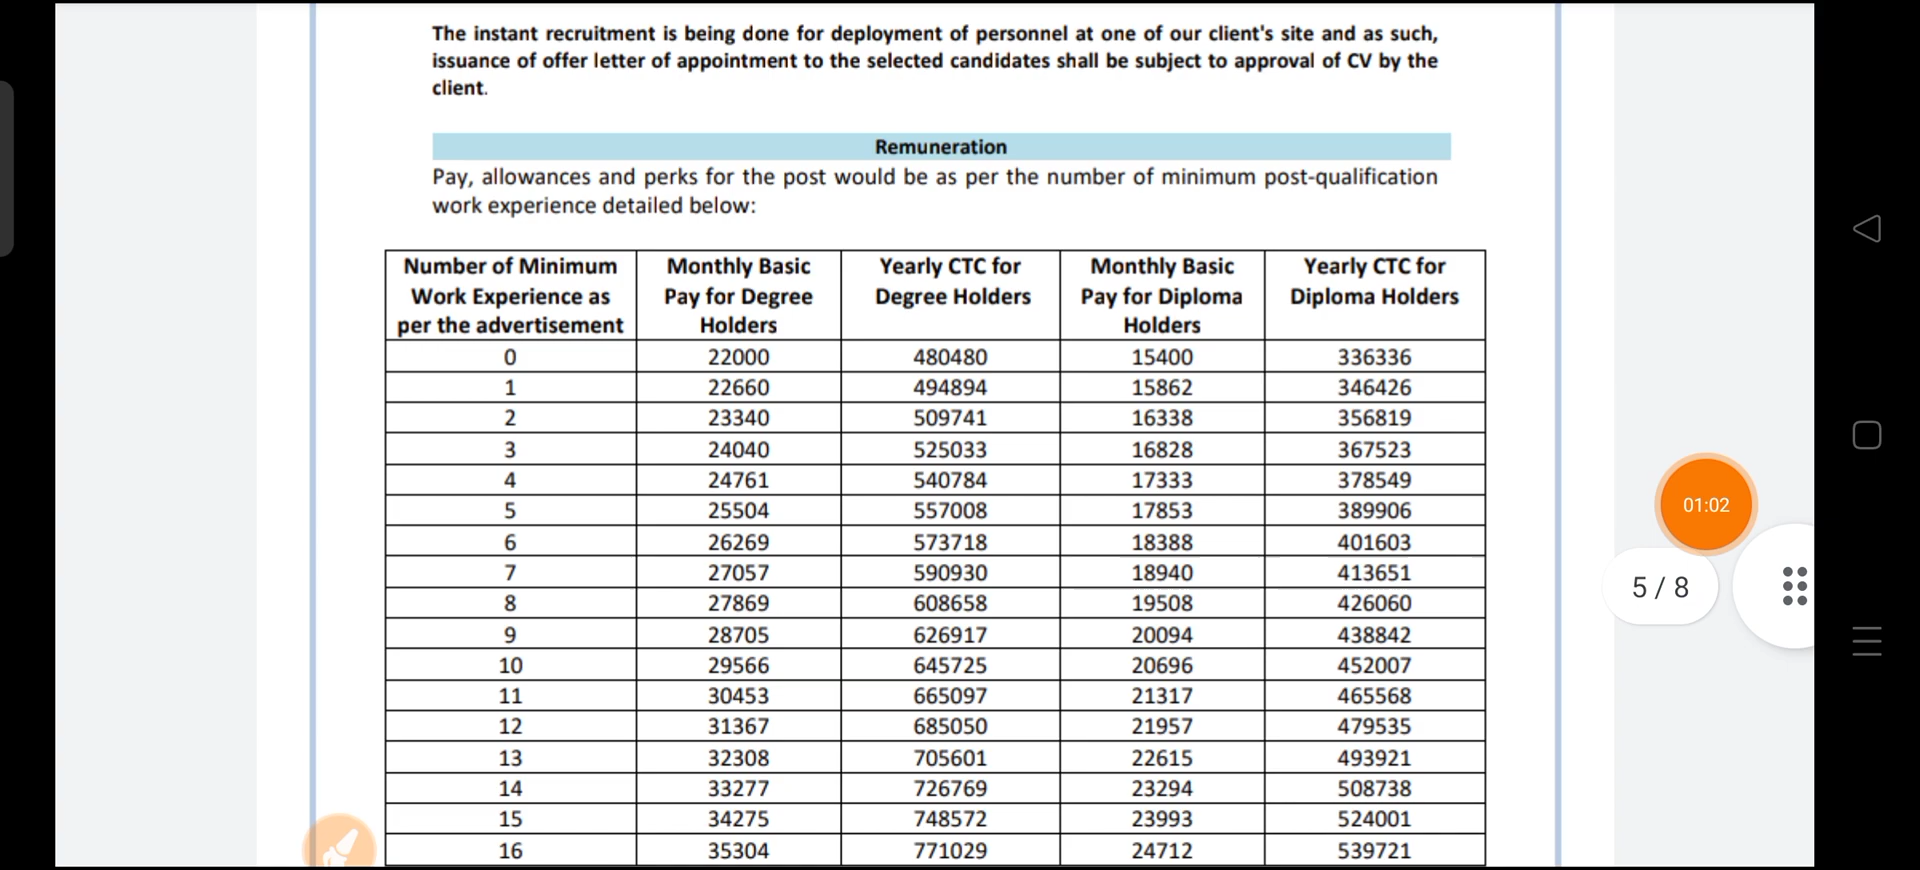 The instant recruitment is being done for deployment of personnel at one of our client's site and as such,
issuance of offer letter of appointment to the selected candidates shall be subject to approval of CV by the
client.
Remuneration
Pay, allowances and perks for the post would be as per the number of minimum post-qualification
work experience detailed below:
Number of Minimum Work Experience as per the advertisement Monthly Basic Pay for Degree Holders Yearly CTC for Degree Holders Monthly Basic Pay for Diploma Holders Yearly CTC for Diploma Holders
0 22000 480480 15400 336336
1 22660 494894 15862 346426
2 23340 509741 16338 356819
3 24040 525033 16828 367523
4 24761 540784 17333 378549
5 25504 557008 17853 389906
6 26269 573718 18388 401603
7 27057 590930 18940 413651
8 27869 608658 19508 426060
9 28705 626917 20094 438842
10 29566 645725 20696 452007
11 30453 665097 21317 465568
12 31367 685050 21957 479535
13 32308 705601 22615 493921
14 33277 726769 23294 508738
15 34275 748572 23993 524001
16 35304 771029 24712 539721
01:02
5 / 8